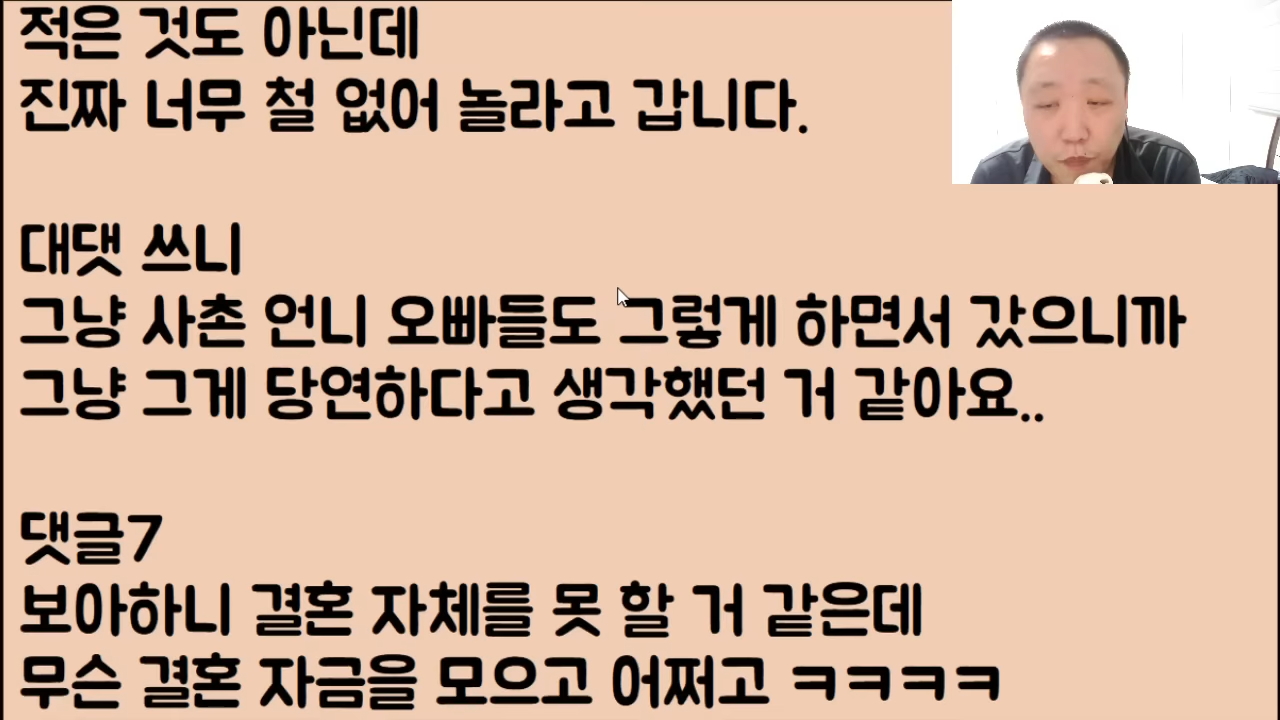 적은 것도 아닌데
진짜 너무 철 없어 놀라고 갑니다.
대댓 쓰니
그냥 사촌 언니 오빠들도 그렇게 하면서 갔으니까
그냥 그게 당연하다고 생각했던 거 같아요..
댓글7
보아하니 결혼 자체를 못 할 거 같은데
무슨 결혼 자금을 모으고 어쩌고 ㅋㅋㅋㅋ